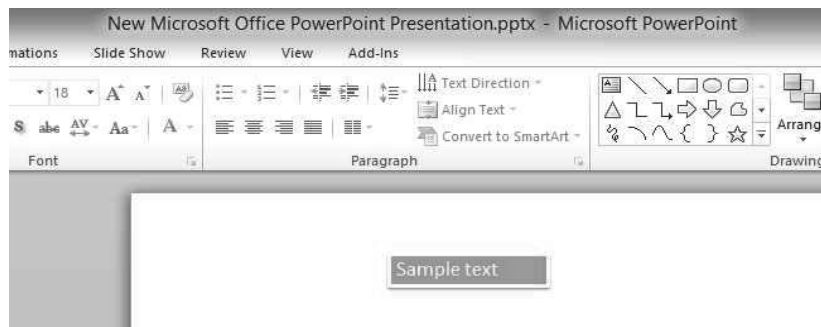 New Microsoft Office PowerPoint Presentation.pptx - Microsoft PowerPoint
mations Slide Show Review View Add-Ins
18 A A Text Direction
Align Text
S abc AV Aa A Convert to SmartArt Arrang
Font Paragraph Drawing
Sample text